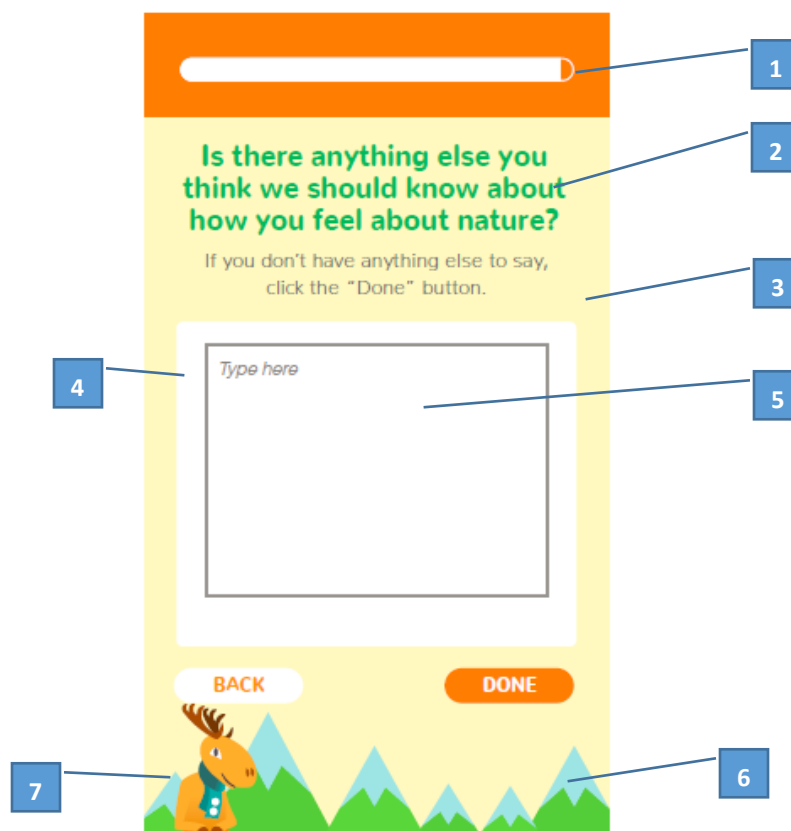 1
2
Is there anything else you
think we should know about
how you feel about nature?
If you don't have anything else to say,
click the “Done” button.
3
4
Type here
5
BACK
DONE
6
7